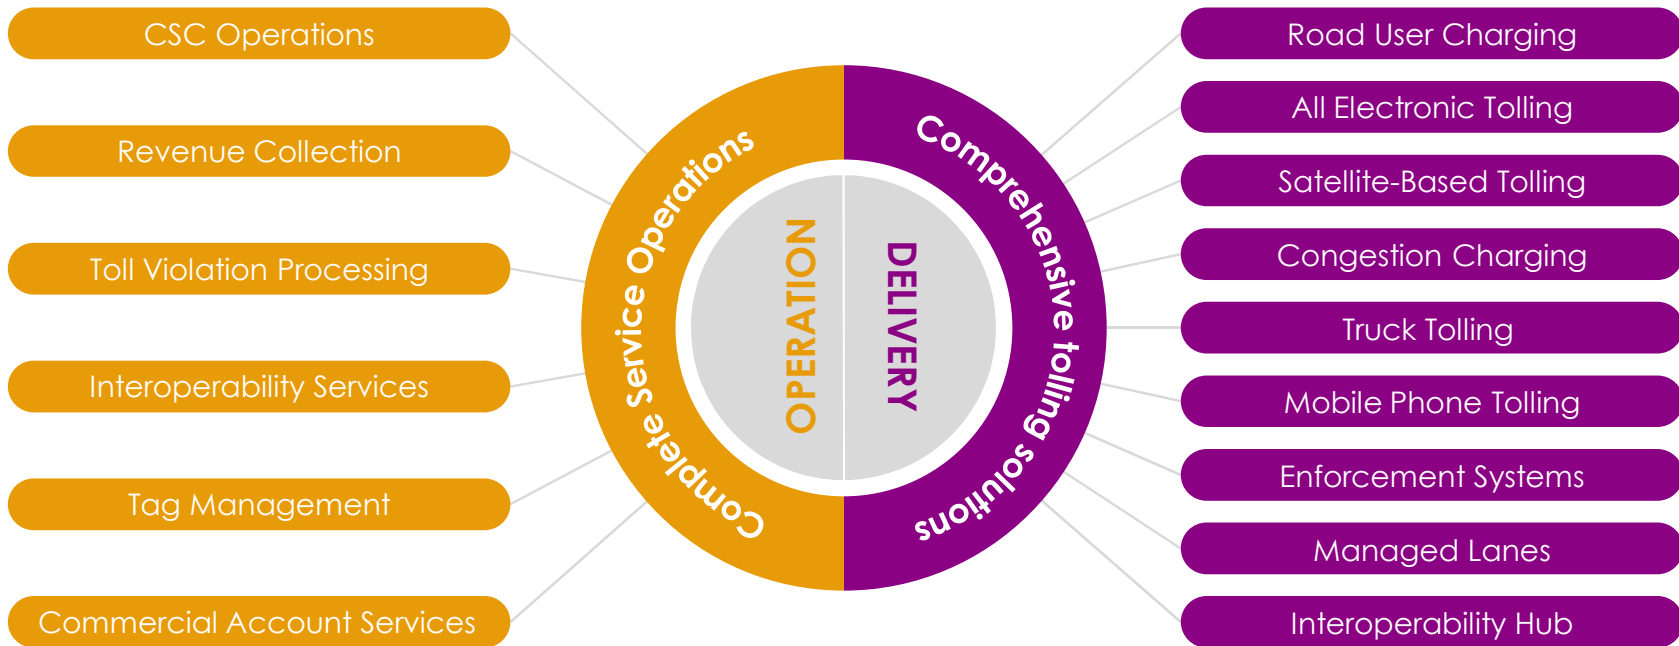 CSC Operations
Revenue Collection
Toll Violation Processing
Interoperability Services
Tag Management
Commercial Account Services
Complete Service Operations
OPERATION
DELIVERY
Comprehensive tolling solutions
Road User Charging
All Electronic Tolling
Satellite-Based Tolling
Congestion Charging
Truck Tolling
Mobile Phone Tolling
Enforcement Systems
Managed Lanes
Interoperability Hub